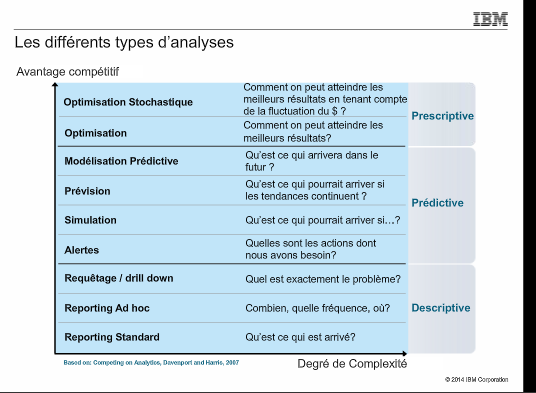 IBM
Les différents types d'analyses
Avantage compétitif
Optimisation Stochastique
Comment on peut atteindre les
meilleurs résultats en tenant compte
de la fluctuation du $ ?
Prescriptive
Optimisation
Comment on peut atteindre les
meilleurs résultats?
Modélisation Prédictive
Qu'est ce qui arrivera dans le
futur ?
Prévision
Qu'est ce qui pourrait arriver si
les tendances continuent ?
Prédictive
Simulation
Qu'est ce qui pourrait arriver si...?
Alertes
Quelles sont les actions dont
nous avons besoin?
Requêtage / drill down
Quel est exactement le problème?
Reporting Ad hoc
Combien, quelle fréquence, où?
Descriptive
Reporting Standard
Qu'est ce qui est arrivé?
Based on: Competing on Analytics, Davenport and Harris, 2007
Degré de Complexité
© 2014 IBM Corporation